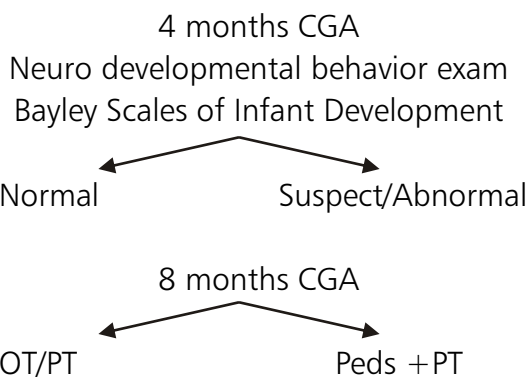 4 months CGA
Neuro developmental behavior exam
Bayley Scales of Infant Development
Normal Suspect/Abnormal
8 months CGA
OT/PT Peds +PT